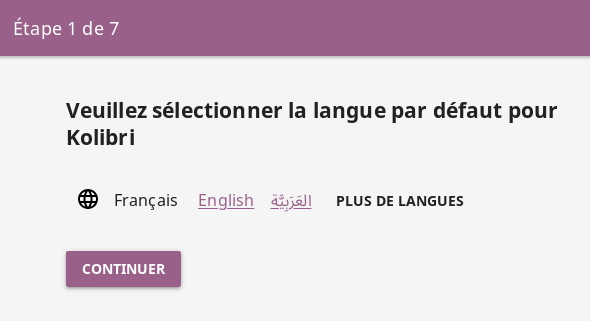 Étape 1 de 7
Veuillez sélectionner la langue par défaut pour
Kolibri
Français English العَرَبِيَّة PLUS DE LANGUES
CONTINUER